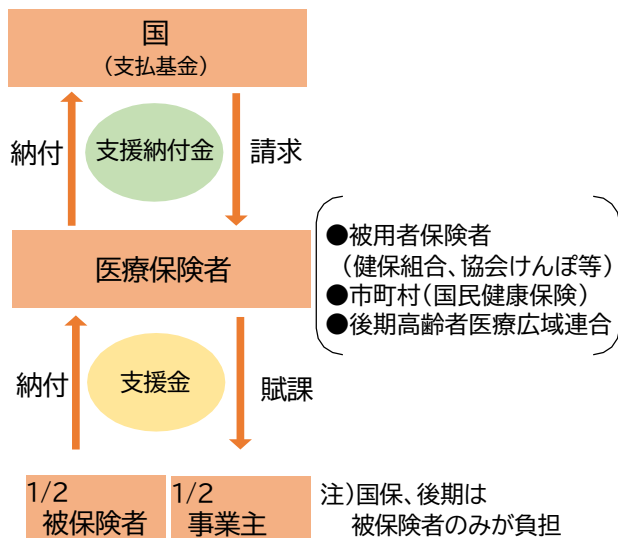 国
（支払基金）
納付
支援納付金
請求
医療保険者
●被用者保険者
（健保組合、協会けんぽ等）
●市町村（国民健康保険）
●後期高齢者医療広域連合
納付
支援金
賦課
1/2
被保険者
1/2
事業主
注）国保、後期は
被保険者のみが負担